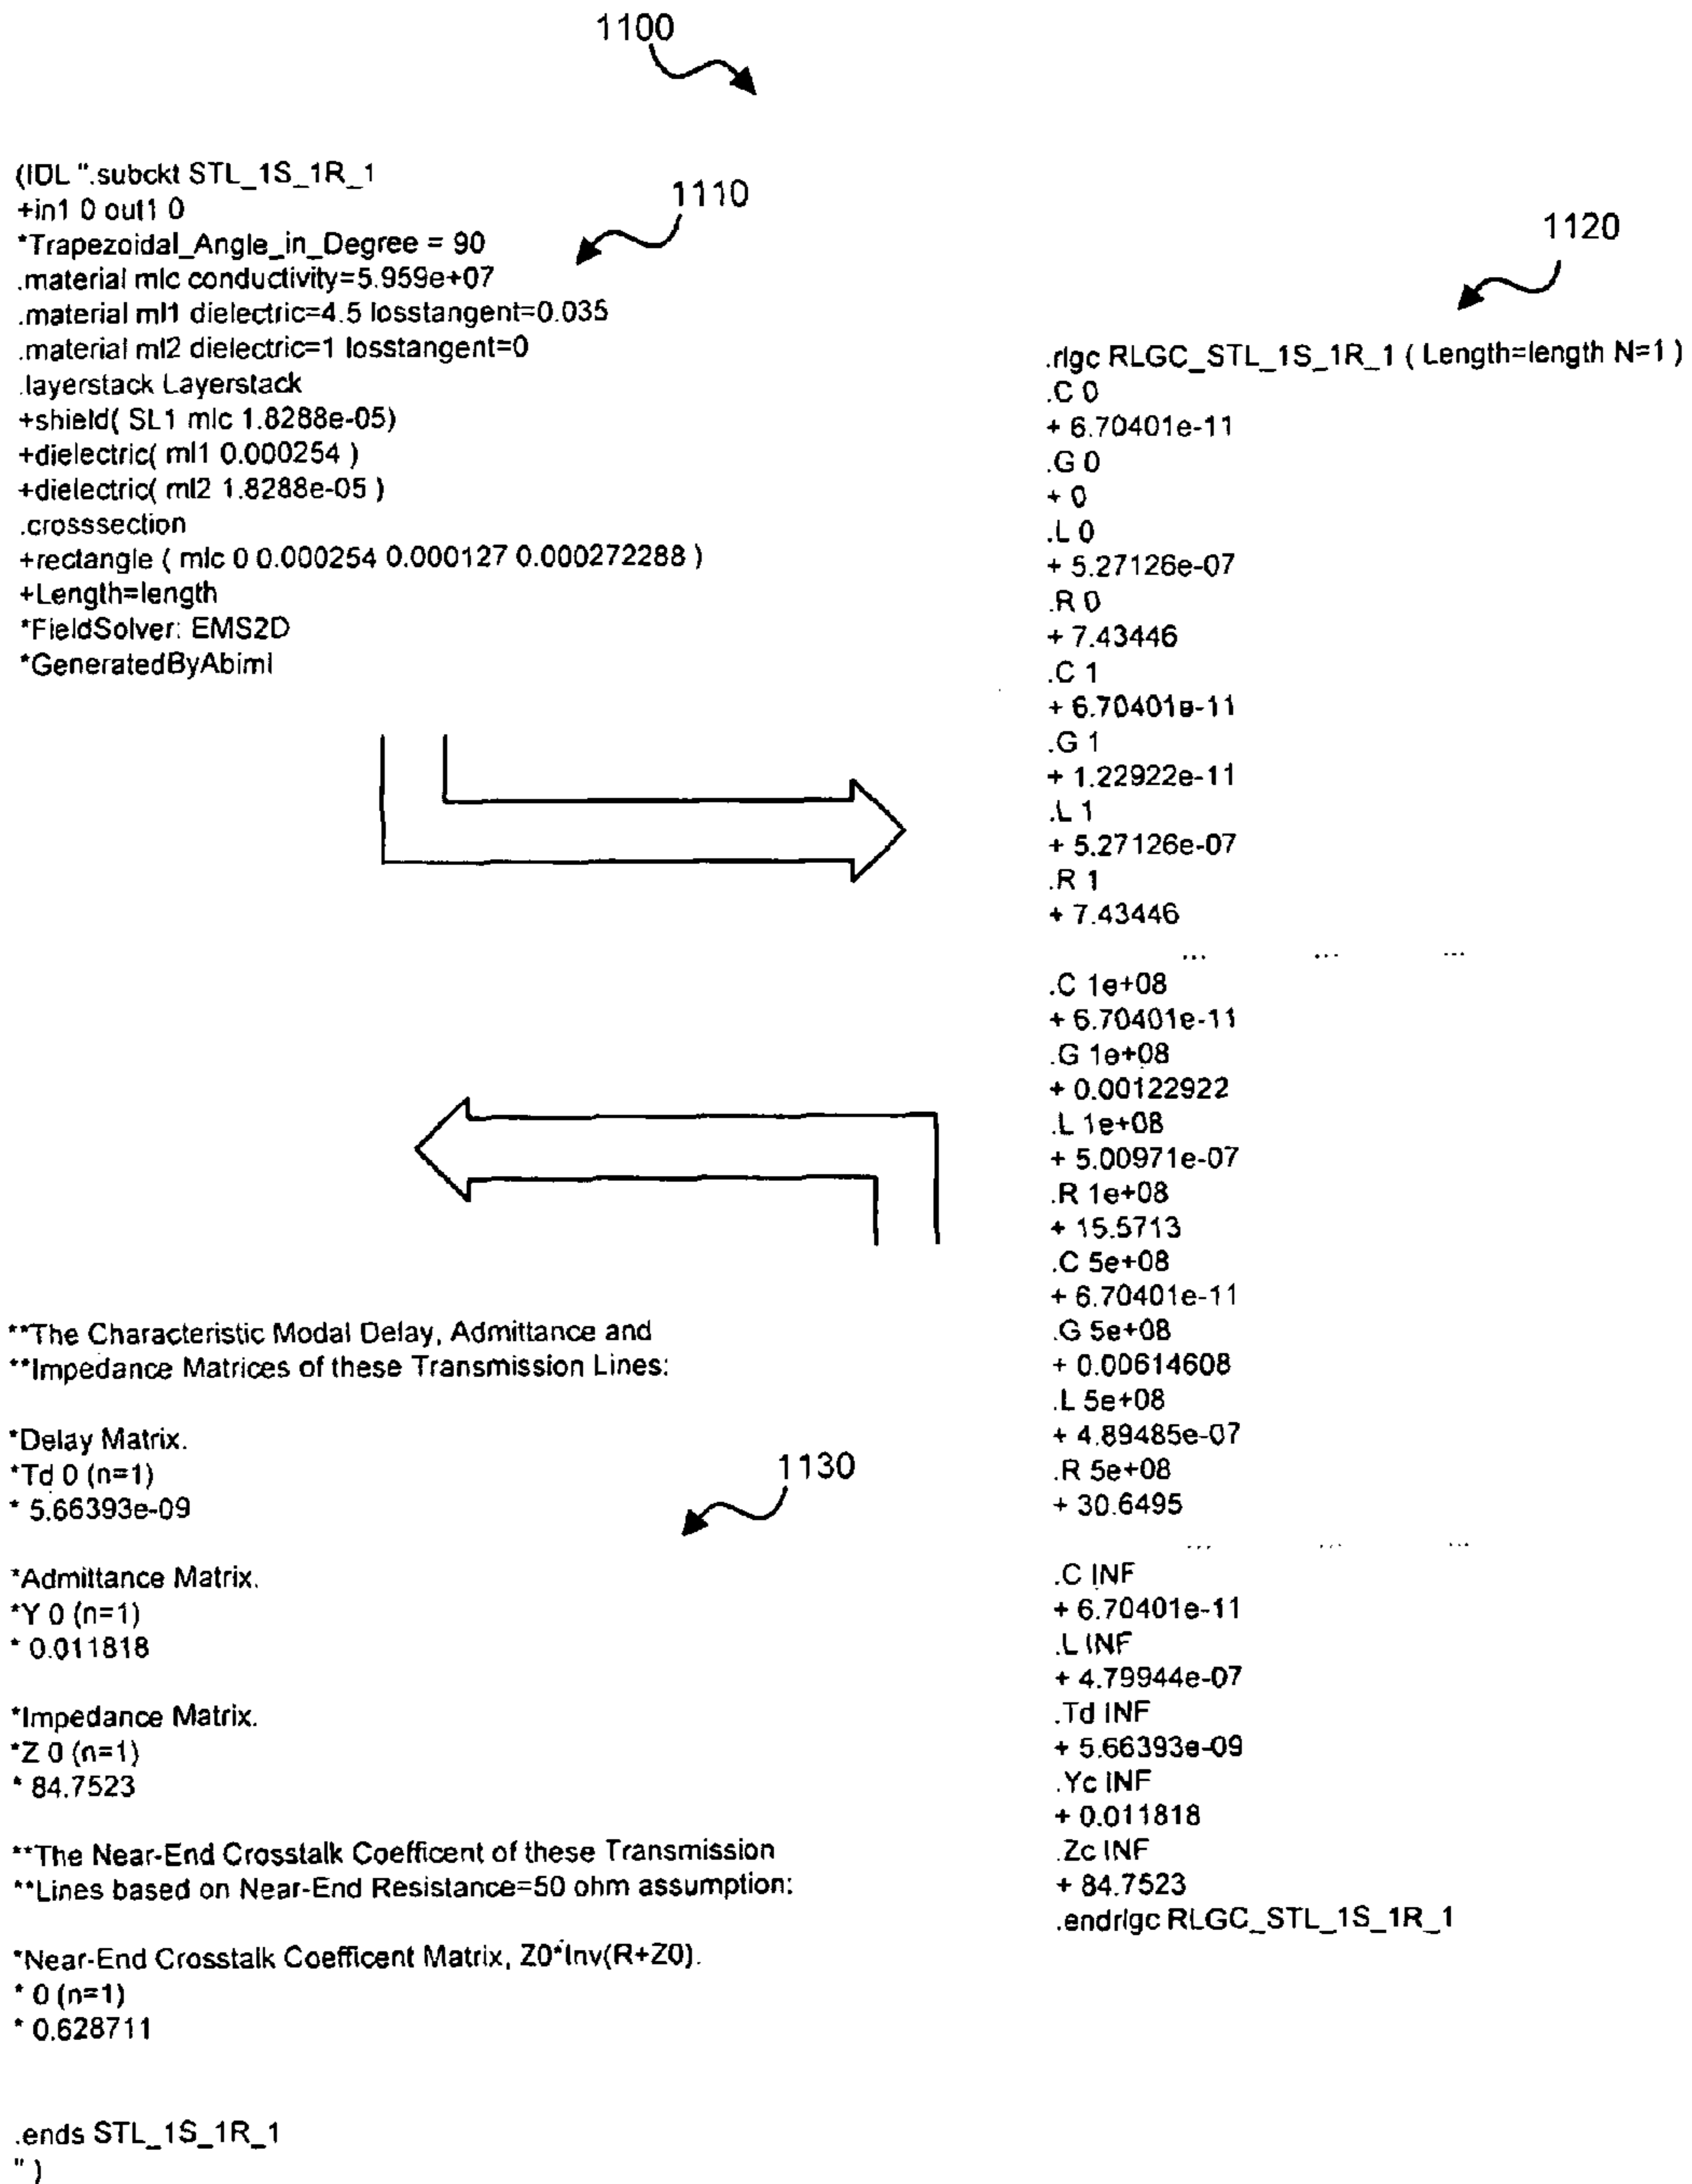 1100
(IDL ".subckt STL_1S_1R_1
+in1 0 out1 0
*Trapezoidal_Angle_in_Degree = 90
.material mlc conductivity=5.959e+07
.material ml1 dielectric=4.5 losstangent=0.035
.material ml2 dielectric=1 losstangent=0
.layerstack Layerstack
+shield( SL1 mlc 1.8288e-05)
+dielectric( ml1 0.000254 )
+dielectric( ml2 1.8288e-05 )
.crosssection
+rectangle ( mlc 0 0.000254 0.000127 0.000272288 )
+Length=length
*FieldSolver: EMS2D
*GeneratedByAbiml
1110
1120
.rlgc RLGC_STL_1S_1R_1 ( Length=length N=1 )
.C 0
+ 6.70401e-11
.G 0
+ 0
.L 0
+ 5.27126e-07
.R 0
+ 7.43446
.C 1
+ 6.70401e-11
.G 1
+ 1.22922e-11
.L 1
+ 5.27126e-07
.R 1
+ 7.43446
... ... ...
.C 1e+08
+ 6.70401e-11
.G 1e+08
+ 0.00122922
.L 1e+08
+ 5.00971e-07
.R 1e+08
+ 15.5713
.C 5e+08
+ 6.70401e-11
.G 5e+08
+ 0.00614608
.L 5e+08
+ 4.89485e-07
.R 5e+08
+ 30.6495
... ... ...
.C INF
+ 6.70401e-11
.L INF
+ 4.79944e-07
.Td INF
+ 5.66393e-09
.Yc INF
+ 0.011818
.Zc INF
+ 84.7523
.endrlgc RLGC_STL_1S_1R_1
**The Characteristic Modal Delay, Admittance and
**Impedance Matrices of these Transmission Lines:
*Delay Matrix.
*Td 0 (n=1)
* 5.66393e-09
1130
*Admittance Matrix.
*Y 0 (n=1)
* 0.011818
*Impedance Matrix.
*Z 0 (n=1)
* 84.7523
**The Near-End Crosstalk Coefficent of these Transmission
**Lines based on Near-End Resistance=50 ohm assumption:
*Near-End Crosstalk Coefficent Matrix, Z0*Inv(R+Z0).
* 0 (n=1)
* 0.628711
.ends STL_1S_1R_1
" )